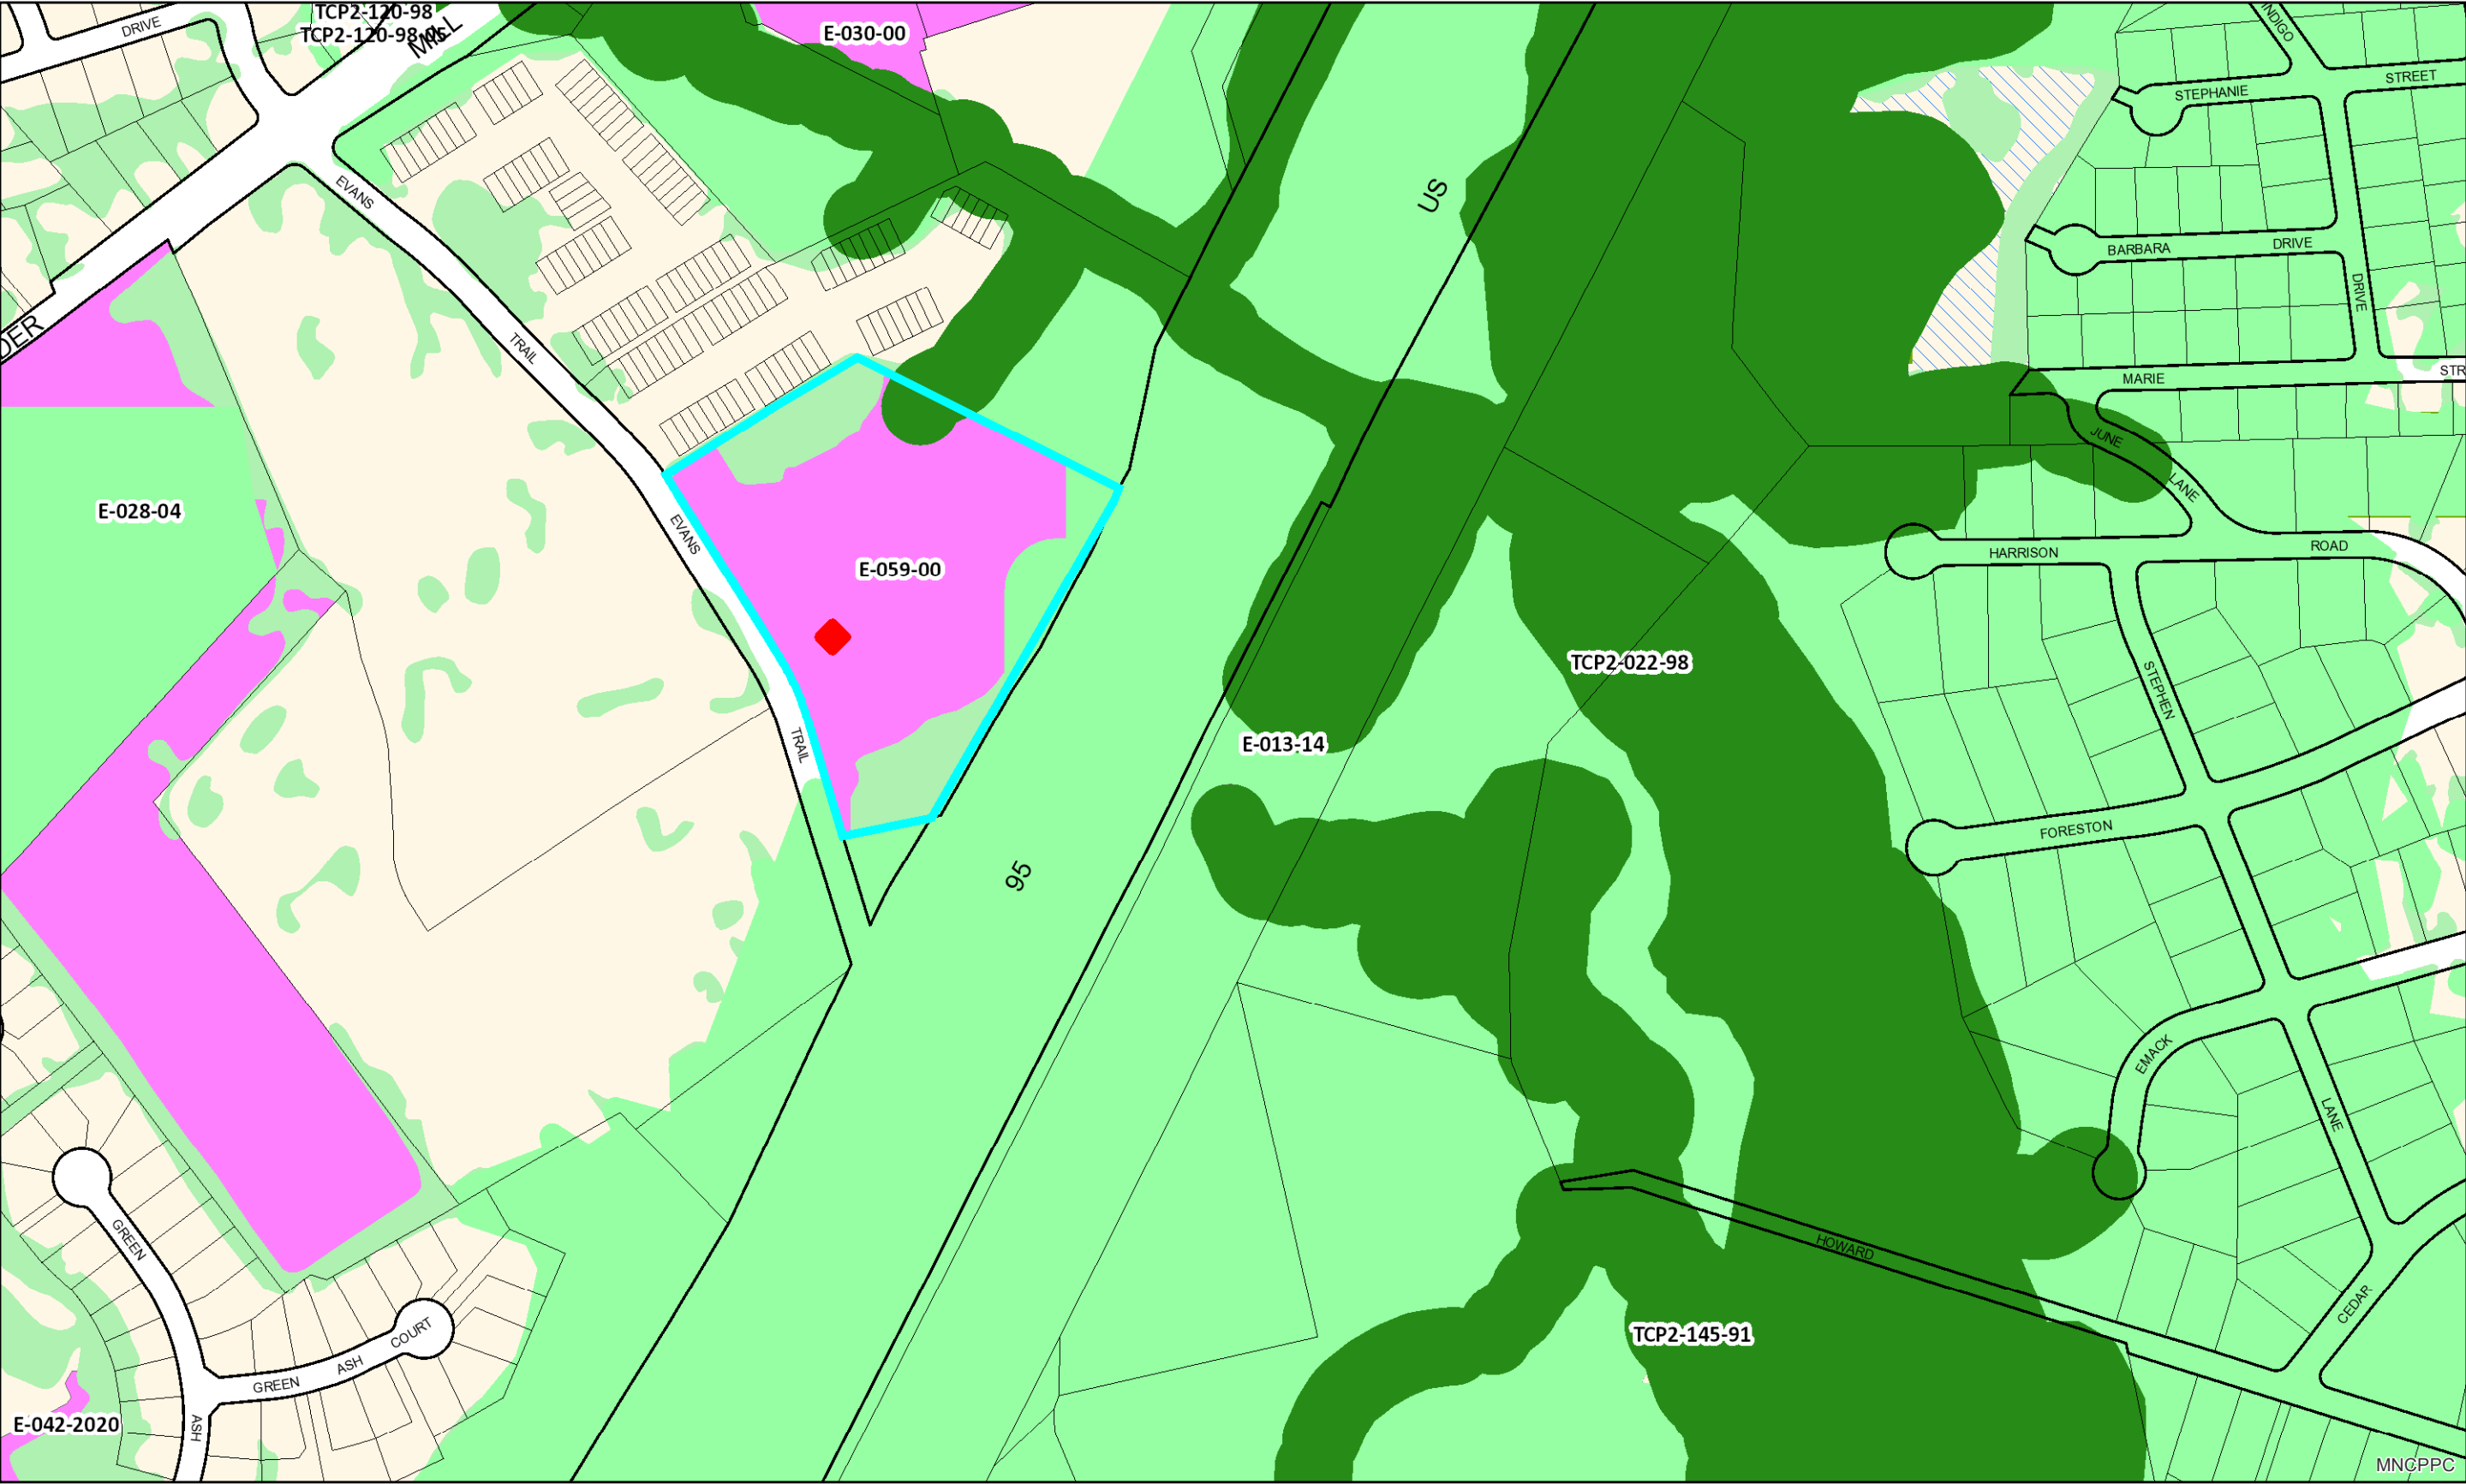 TCP2-120-98
DRIVE
TCP2-120-98-05
MILL
E-030-00
INDIGO
STREET
STEPHANIE
EVANS
US
BARBARA
DRIVE
DRIVE
DER
TRAIL
MARIE
STR
JUNE
LANE
E-028-04
EVANS
HARRISON
ROAD
E-059-00
TCP2-022-98
STEPHEN
TRAIL
E-013-14
FORESTON
95
EMACK
LANE
GREEN
HOWARD
CEDAR
COURT
TCP2-145-91
ASH
GREEN
E-042-2020
ASH
MNCPPC